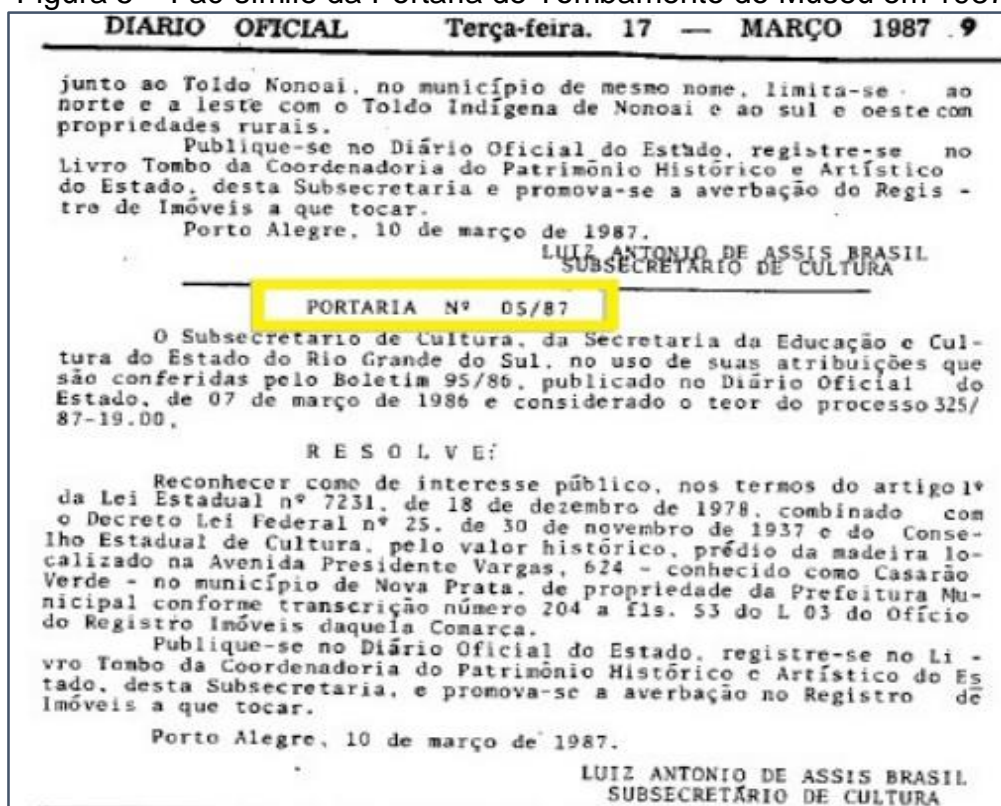 DIARIO OFICIAL Terça-feira. 17 — MARÇO 1987 . 9
junto ao Toldo Nonoai, no município de mesmo nome, limita-se ao
norte e a leste com o Toldo Indígena de Nonoai e ao sul e oeste com
propriedades rurais.
Publique-se no Diário Oficial do Estado, registre-se no
Livro Tombo da Coordenadoria do Patrimônio Histórico e Artístico
do Estado, desta Subsecretaria e promova-se a averbação do Regis -
tro de Imóveis a que tocar.
Porto Alegre, 10 de março de 1987.
LUIZ ANTONIO DE ASSIS BRASIL
SUBSECRETÁRIO DE CULTURA
PORTARIA Nº 05/87
O Subsecretario de Cultura, da Secretaria da Educação e Cul-
tura do Estado do Rio Grande do Sul, no uso de suas atribuições que
são conferidas pelo Boletim 95/86, publicado no Diário Oficial do
Estado, de 07 de março de 1986 e considerado o teor do processo 325/
87-19.00,
R E S O L V E:
Reconhecer como de interesse público, nos termos do artigo 1º
da Lei Estadual nº 7231, de 18 de dezembro de 1978, combinado com
o Decreto Lei Federal nº 25, de 30 de novembro de 1937 e do Conse-
lho Estadual de Cultura, pelo valor histórico, prédio da madeira lo-
calizado na Avenida Presidente Vargas, 624 - conhecido como Casarão
Verde - no município de Nova Prata, de propriedade da Prefeitura Mu-
nicipal conforme transcrição número 204 a fls. 53 do L 03 do Ofício
do Registro Imóveis daquela Comarca.
Publique-se no Diário Oficial do Estado, registre-se no Li -
vro Tombo da Coordenadoria do Patrimônio Histórico e Artístico do Es
tado, desta Subsecretaria, e promova-se a averbação no Registro de
Imóveis a que tocar.
Porto Alegre, 10 de março de 1987.
LUIZ ANTONIO DE ASSIS BRASIL
SUBSECRETÁRIO DE CULTURA